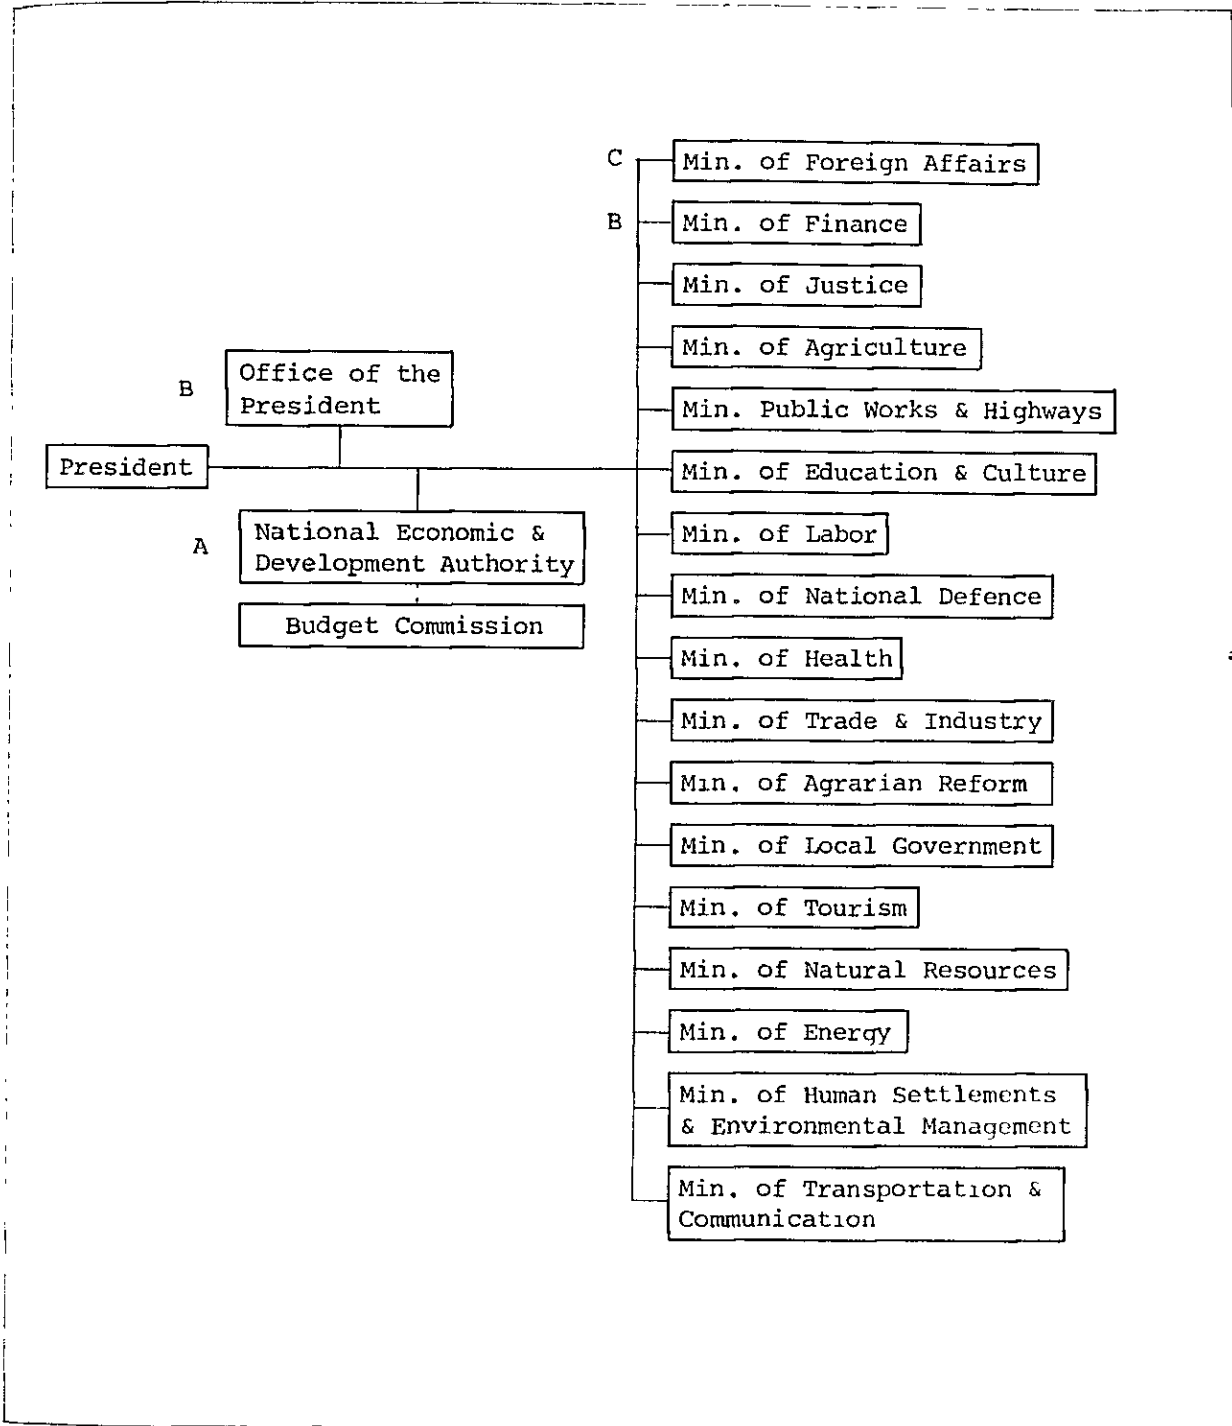 C Min. of Foreign Affairs
B Min. of Finance
Min. of Justice
Min. of Agriculture
B Office of the
President
Min. Public Works & Highways
President
Min. of Education & Culture
A National Economic &
Development Authority
Min. of Labor
Budget Commission
Min. of National Defence
Min. of Health
Min. of Trade & Industry
Min. of Agrarian Reform
Min. of Local Government
Min. of Tourism
Min. of Natural Resources
Min. of Energy
Min. of Human Settlements
& Environmental Management
Min. of Transportation &
Communication